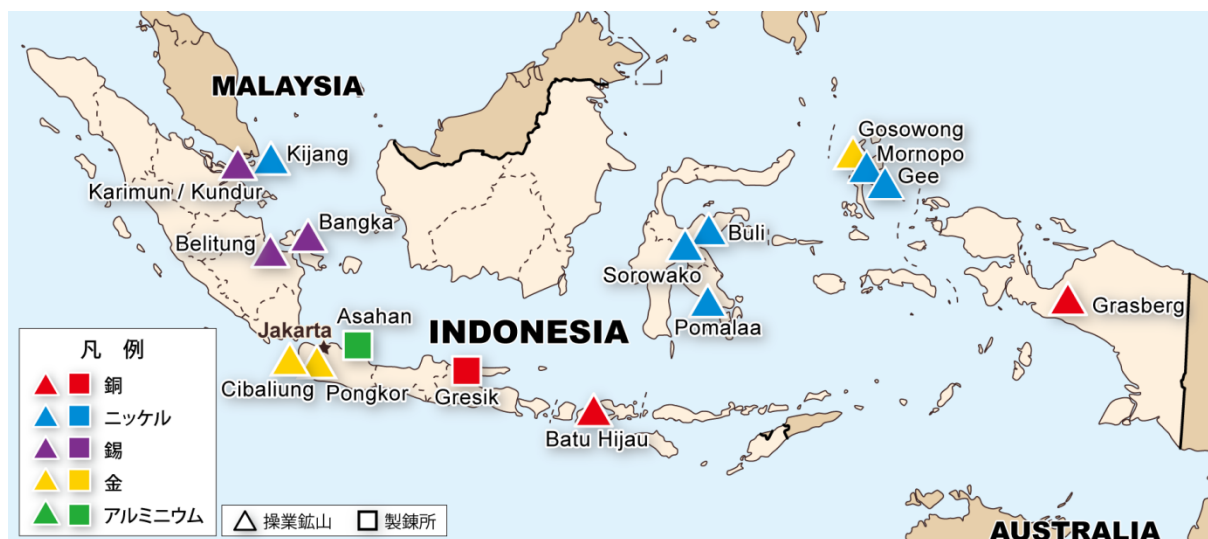 MALAYSIA
Kijang
Karimun / Kundur
Bangka
Belitung
Gosowong
Mornopo
Gee
Buli
Sorowako
Pomalaa
Grasberg
Asahan
Jakarta
INDONESIA
Cibaliung
Pongkor
Gresik
Batu Hijau
AUSTRALIA
凡 例
銅
ニッケル
錫
金
アルミニウム
操業鉱山 製錬所